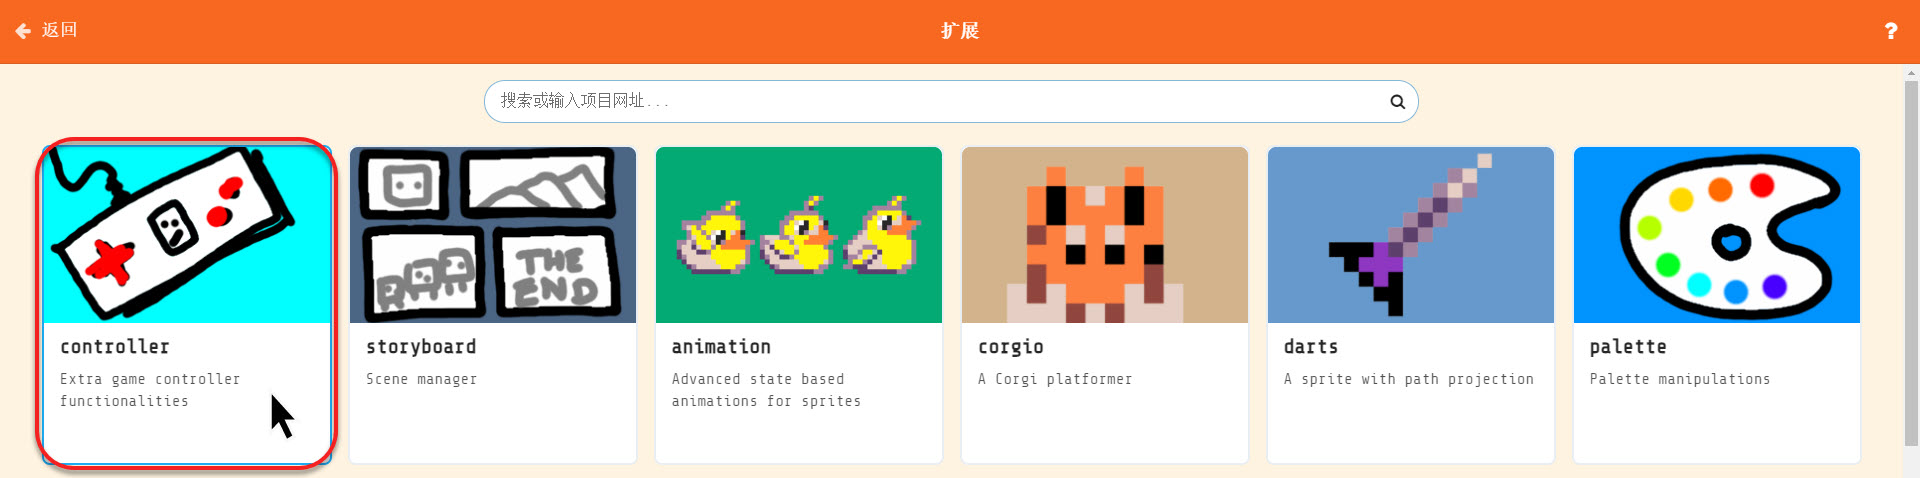 返回
扩展
?
搜索或输入项目网址...
THE
END
controller
Extra game controller
functionalities
storyboard
Scene manager
animation
Advanced state based
animations for sprites
corgio
A Corgi platformer
darts
A sprite with path projection
palette
Palette manipulations